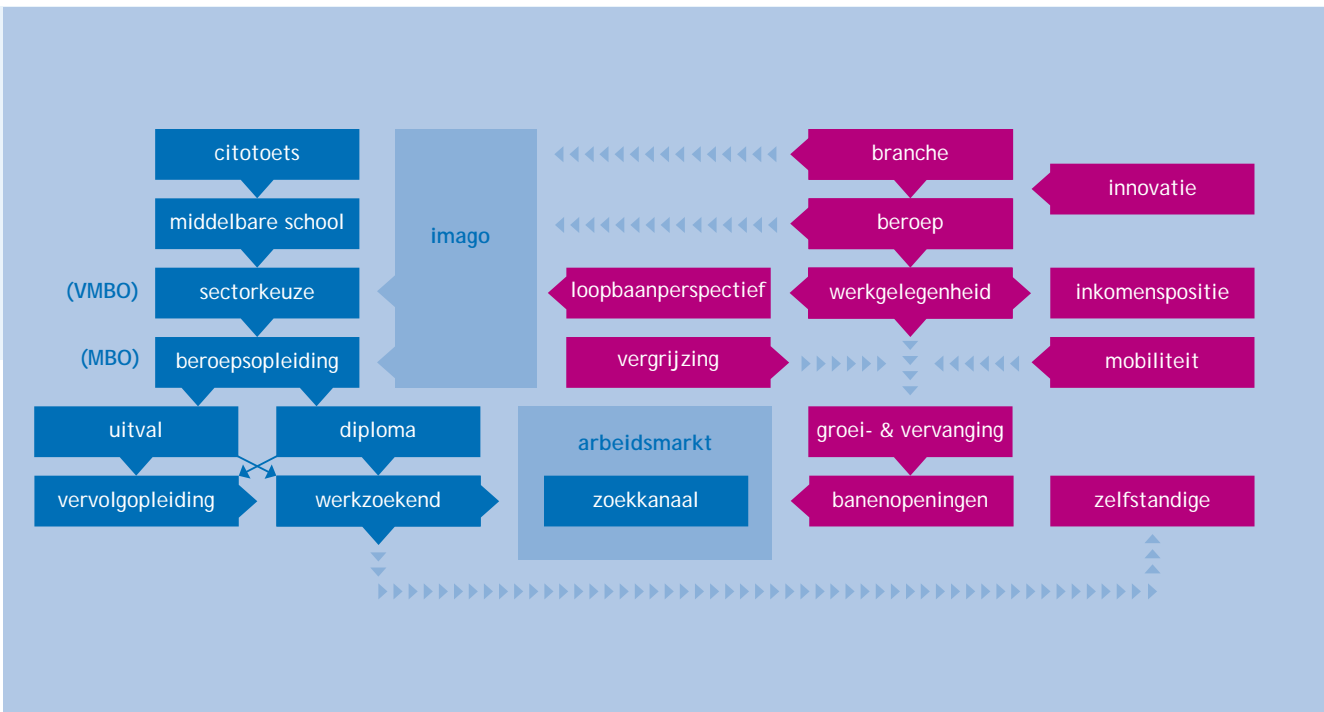 citotoets
branche
innovatie
middelbare school
imago
beroep
(VMBO)
sectorkeuze
loopbaanperspectief
werkgelegenheid
inkomenspositie
(MBO)
beroepsopleiding
vergrijzing
mobiliteit
uitval
diploma
arbeidsmarkt
groei- & vervanging
vervolgopleiding
werkzoekend
zoekkanaal
banenopeningen
zelfstandige